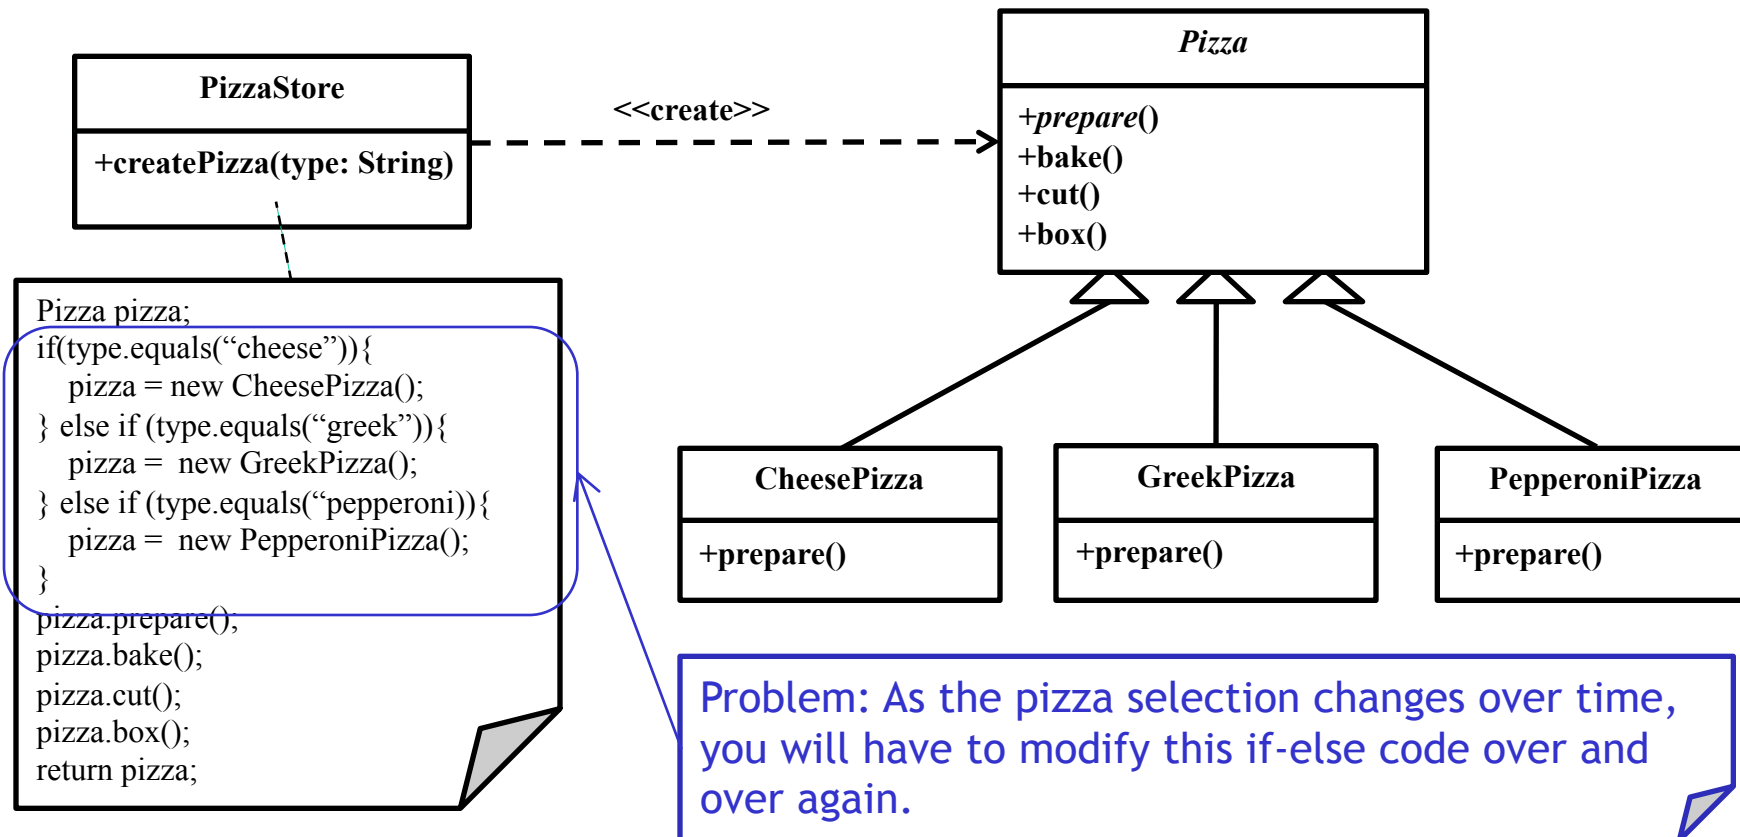 PizzaStore
+createPizza(type: String)
<<create>>
Pizza
+prepare()
+bake()
+cut()
+box()
Pizza pizza;
if(type.equals(“cheese”)){
pizza = new CheesePizza();
} else if (type.equals(“greek”)){
pizza = new GreekPizza();
} else if (type.equals(“pepperoni)){
pizza = new PepperoniPizza();
}
pizza.prepare();
pizza.bake();
pizza.cut();
pizza.box();
return pizza;
CheesePizza
+prepare()
GreekPizza
+prepare()
PepperoniPizza
+prepare()
Problem: As the pizza selection changes over time,
you will have to modify this if-else code over and
over again.